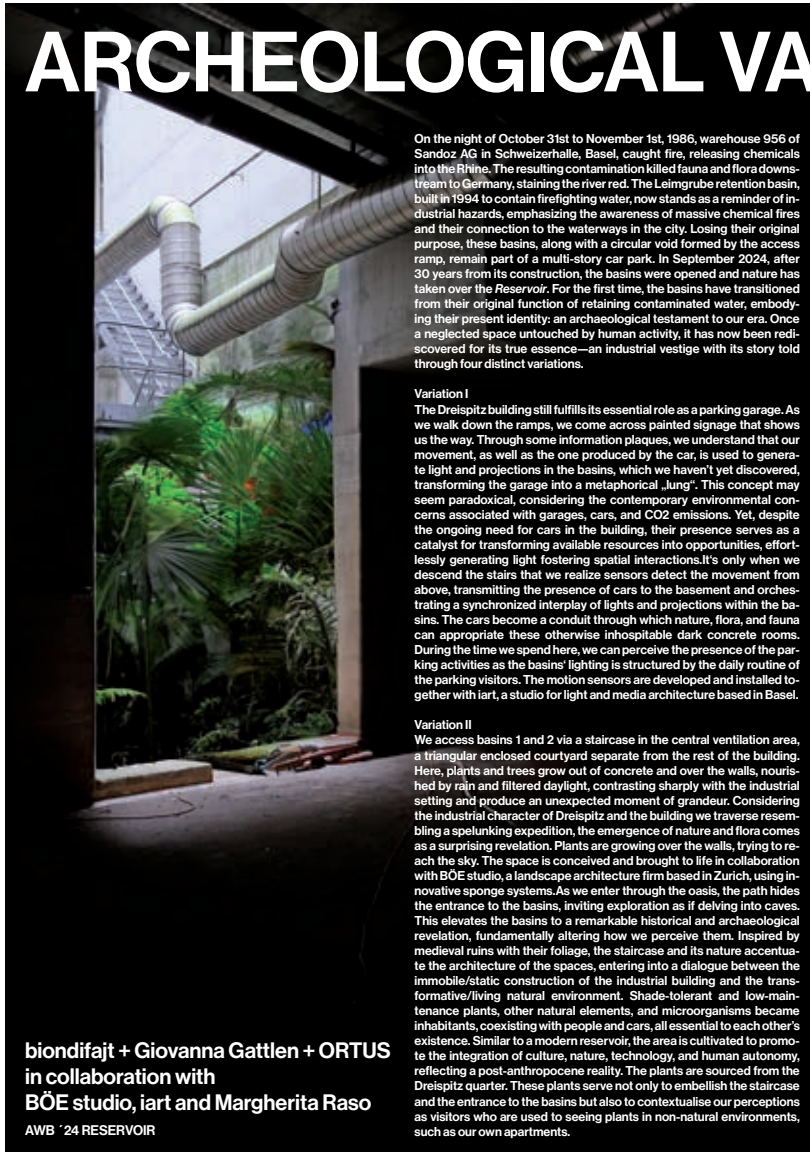 ARCHEOLOGICAL VA
On the night of October 31st to November 1st, 1986, warehouse 956 of
Sandoz AG in Schweizerhalle, Basel, caught fire, releasing chemicals
into the Rhine. The resulting contamination killed fauna and flora down-
stream to Germany, staining the river red. The Leimgrube retention basin,
built in 1994 to contain firefighting water, now stands as a reminder of in-
dustrial hazards, emphasizing the awareness of massive chemical fires
and their connection to the waterways in the city. Losing their original
purpose, these basins, along with a circular void formed by the access
ramp, remain part of a multi-story car park. In September 2024, after
30 years from its construction, the basins were opened and nature has
taken over the Reservoir. For the first time, the basins have transitioned
from their original function of retaining contaminated water, embody-
ing their present identity: an archaeological testament to our era. Once
a neglected space untouched by human activity, it has now been redi-
scovered for its true essence—an industrial vestige with its story told
through four distinct variations.
Variation I
The Dreispitz building still fulfills its essential role as a parking garage. As
we walk down the ramps, we come across painted signage that shows
us the way. Through some information plaques, we understand that our
movement, as well as the one produced by the car, is used to genera-
te light and projections in the basins, which we haven't yet discovered,
transforming the garage into a metaphorical „lung“. This concept may
seem paradoxical, considering the contemporary environmental con-
cerns associated with garages, cars, and CO2 emissions. Yet, despite
the ongoing need for cars in the building, their presence serves as a
catalyst for transforming available resources into opportunities, effort-
lessly generating light fostering spatial interactions.It's only when we
descend the stairs that we realize sensors detect the movement from
above, transmitting the presence of cars to the basement and orches-
trating a synchronized interplay of lights and projections within the ba-
sins. The cars become a conduit through which nature, flora, and fauna
can appropriate these otherwise inhospitable dark concrete rooms.
During the time we spend here, we can perceive the presence of the par-
king activities as the basins' lighting is structured by the daily routine of
the parking visitors. The motion sensors are developed and installed to-
gether with iart, a studio for light and media architecture based in Basel.
Variation II
We access basins 1 and 2 via a staircase in the central ventilation area,
a triangular enclosed courtyard separate from the rest of the building.
Here, plants and trees grow out of concrete and over the walls, nouris-
hed by rain and filtered daylight, contrasting sharply with the industrial
setting and produce an unexpected moment of grandeur. Considering
the industrial character of Dreispitz and the building we traverse resem-
bling a spelunking expedition, the emergence of nature and flora comes
as a surprising revelation. Plants are growing over the walls, trying to re-
ach the sky. The space is conceived and brought to life in collaboration
with BÖE studio, a landscape architecture firm based in Zurich, using in-
novative sponge systems.As we enter through the oasis, the path hides
the entrance to the basins, inviting exploration as if delving into caves.
This elevates the basins to a remarkable historical and archaeological
revelation, fundamentally altering how we perceive them. Inspired by
medieval ruins with their foliage, the staircase and its nature accentua-
te the architecture of the spaces, entering into a dialogue between the
immobile/static construction of the industrial building and the trans-
formative/living natural environment. Shade-tolerant and low-main-
tenance plants, other natural elements, and microorganisms became
inhabitants, coexisting with people and cars, all essential to each other's
existence. Similar to a modern reservoir, the area is cultivated to promo-
te the integration of culture, nature, technology, and human autonomy,
reflecting a post-anthropocene reality. The plants are sourced from the
Dreispitz quarter. These plants serve not only to embellish the staircase
and the entrance to the basins but also to contextualise our perceptions
as visitors who are used to seeing plants in non-natural environments,
such as our own apartments.
biondifajt + Giovanna Gattlen + ORTUS
in collaboration with
BÖE studio, iart and Margherita Raso
AWB ´24 RESERVOIR